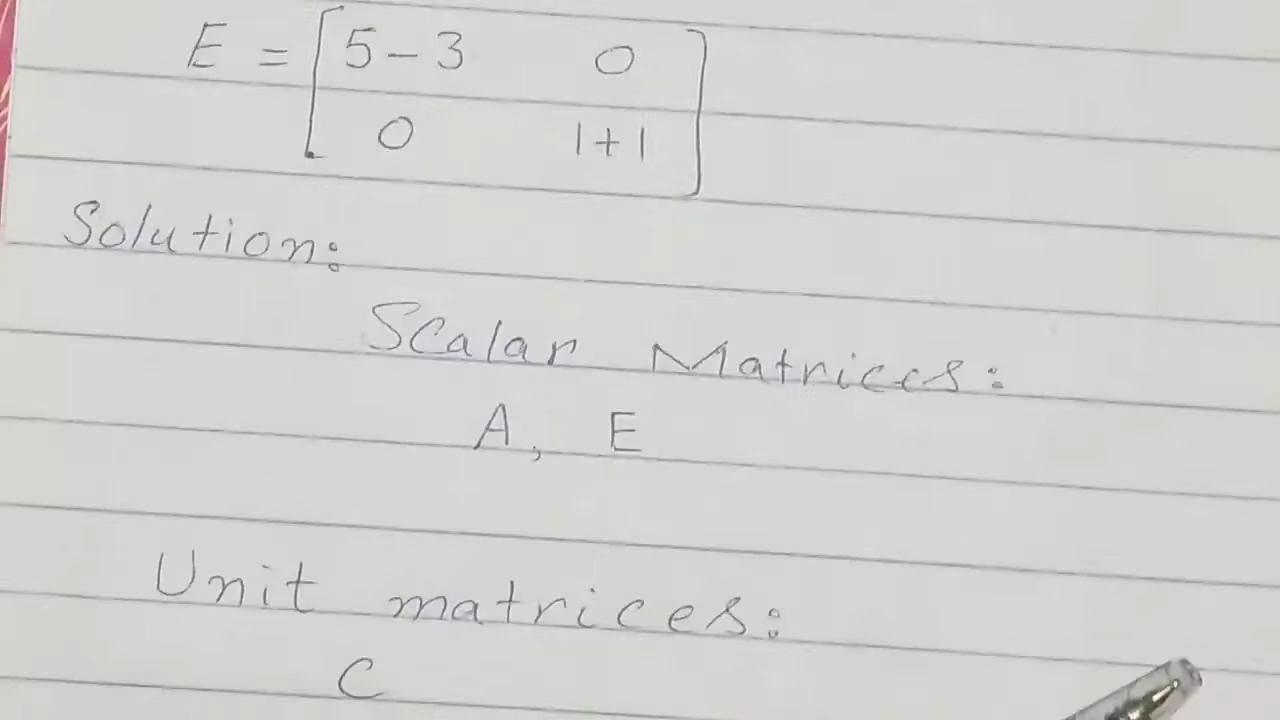 E = [ 5 - 3 0
0 1 + 1 ]
Solution:
Scalar Matrices:
A, E
Unit matrices:
C